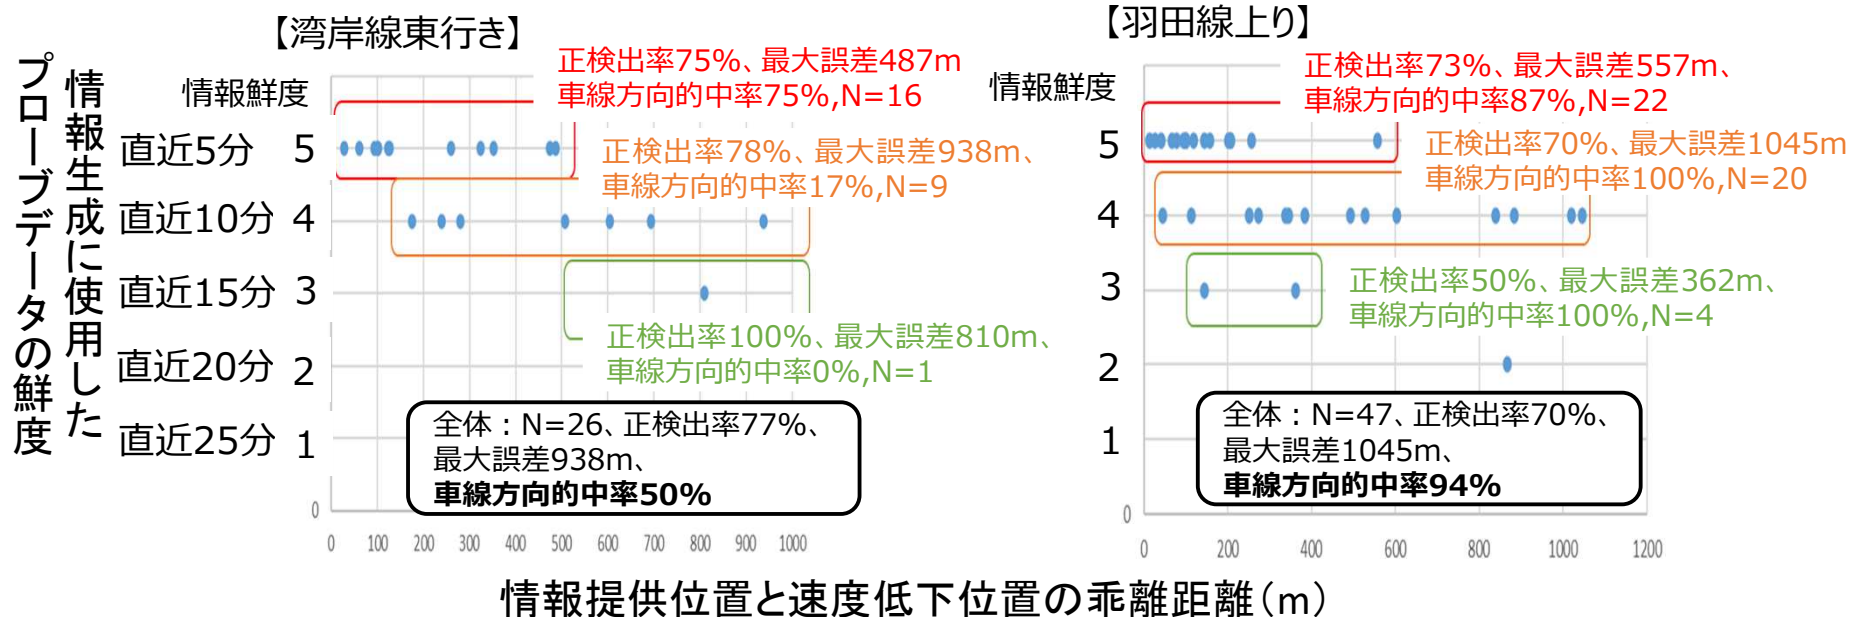 情報生成に使用した
プローブデータの鮮度
【湾岸線東行き】
情報鮮度
正検出率75%、最大誤差487m
車線方向的中率75%,N=16
直近5分 5
正検出率78%、最大誤差938m、
車線方向的中率17%,N=9
直近10分 4
直近15分 3
正検出率100%、最大誤差810m、
車線方向的中率0%,N=1
直近20分 2
直近25分 1
全体：N=26、正検出率77%、
最大誤差938m、
車線方向的中率50%
0
0 100 200 300 400 500 600 700 800 900 1000
【羽田線上り】
情報鮮度
正検出率73%、最大誤差557m、
車線方向的中率87%,N=22
5
正検出率70%、最大誤差1045m
車線方向的中率100%,N=20
4
3
正検出率50%、最大誤差362m、
車線方向的中率100%,N=4
2
1
全体：N=47、正検出率70%、
最大誤差1045m、
車線方向的中率94%
0
0 200 400 600 800 1000 1200
情報提供位置と速度低下位置の乖離距離（m）